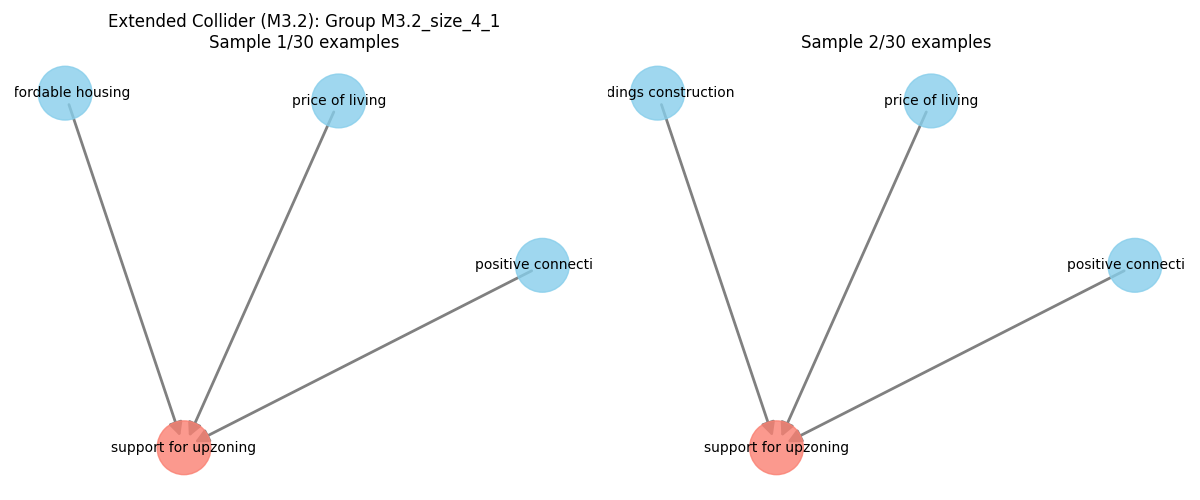 Extended Collider (M3.2): Group M3.2_size_4_1
Sample 1/30 examples
Sample 2/30 examples
fordable housing
price of living
dings construction
price of living
positive connecti
positive connecti
support for upzoning
support for upzoning